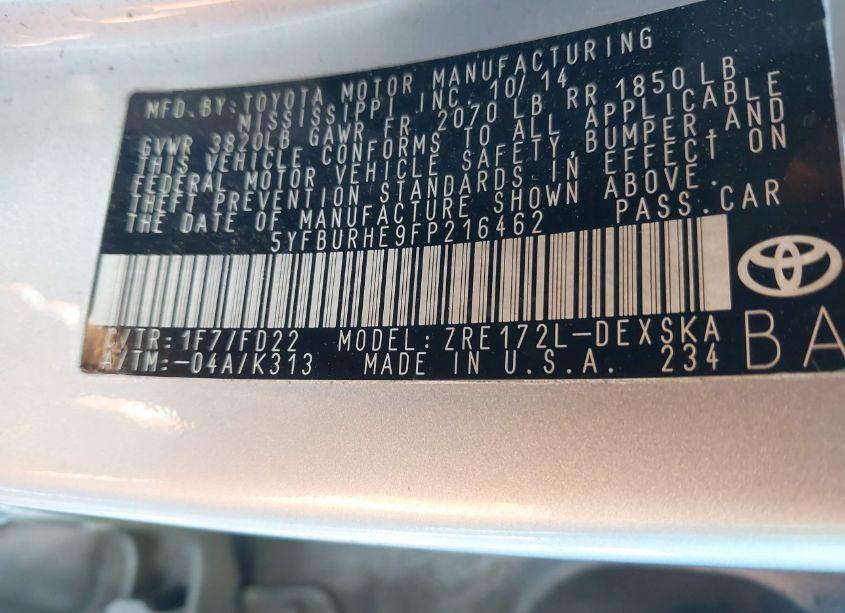 MFD.BY:TOYOTA MOTOR MANUFACTURING
MISSISSIPPI INC. 10/14
GVWR 3820LB GAWR FR 2070 LB RR 1850 LB
THIS VEHICLE CONFORMS TO ALL APPLICABLE
FEDERAL MOTOR VEHICLE SAFETY,BUMPER,AND
THEFT PREVENTION STANDARDS IN EFFECT ON
THE DATE OF MANUFACTURE SHOWN ABOVE.
5YFBURHE9FP216462 PASS.CAR
C/TR:1F7/FD22 MODEL:ZRE172L-DEXSKA
A/TM:-04A/K313 MADE IN U.S.A. 234
BA